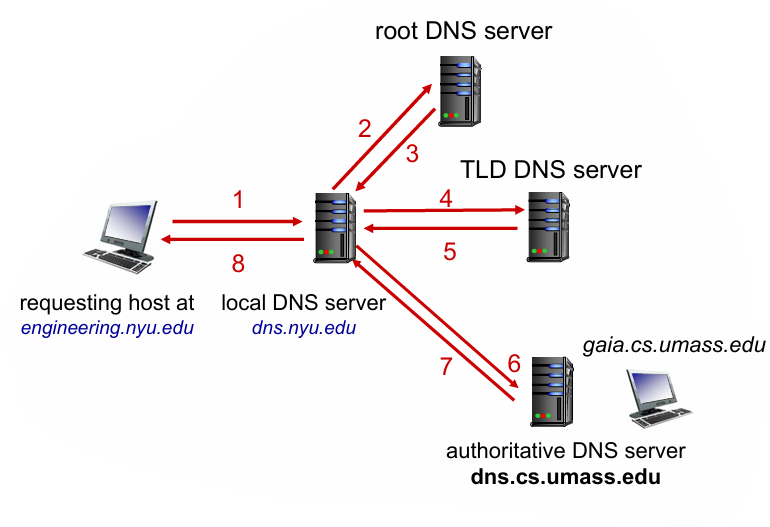 root DNS server
2
3
TLD DNS server
1
4
8
5
requesting host at
engineering.nyu.edu
local DNS server
dns.nyu.edu
6
7
gaia.cs.umass.edu
authoritative DNS server
dns.cs.umass.edu